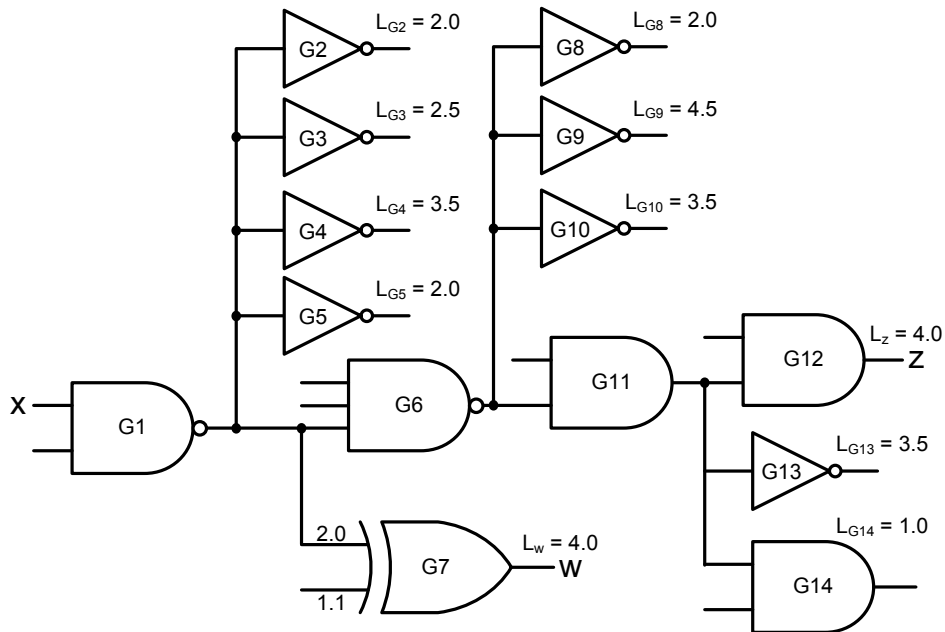 L_G2 = 2.0
G2
L_G3 = 2.5
G3
L_G4 = 3.5
G4
L_G5 = 2.0
G5
X
G1
G6
2.0
1.1
G7
L_w = 4.0
W
L_G8 = 2.0
G8
L_G9 = 4.5
G9
L_G10 = 3.5
G10
G11
L_z = 4.0
G12
Z
L_G13 = 3.5
G13
L_G14 = 1.0
G14